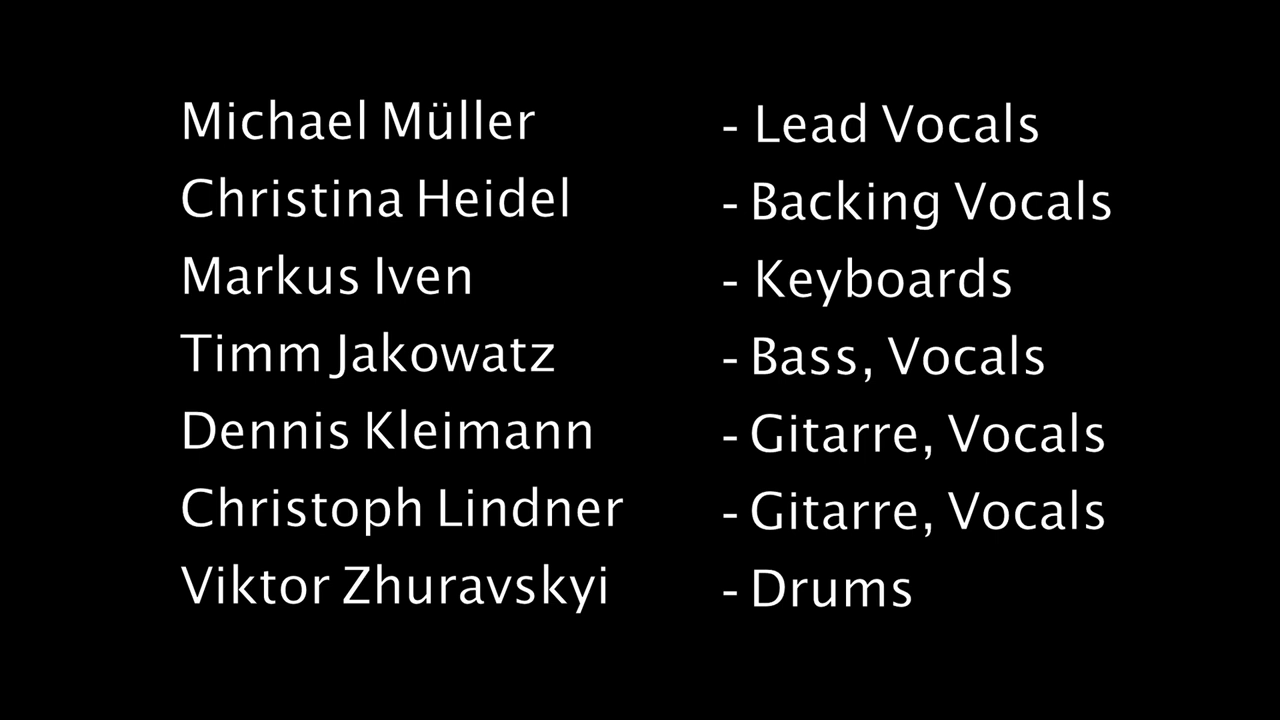 Michael Müller - Lead Vocals
Christina Heidel - Backing Vocals
Markus Iven - Keyboards
Timm Jakowatz - Bass, Vocals
Dennis Kleimann - Gitarre, Vocals
Christoph Lindner - Gitarre, Vocals
Viktor Zhuravskyi - Drums